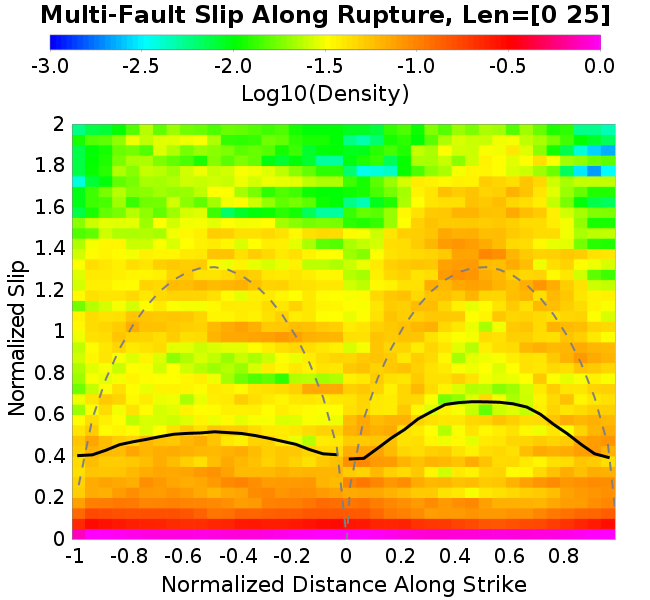 Multi-Fault Slip Along Rupture, Len=[0 25]
-3.0 -2.5 -2.0 -1.5 -1.0 -0.5 0.0
Log10(Density)
2
1.8
1.6
1.4
1.2
1
0.8
0.6
0.4
0.2
0
Normalized Slip
-1 -0.8 -0.6 -0.4 -0.2 0 0.2 0.4 0.6 0.8
Normalized Distance Along Strike